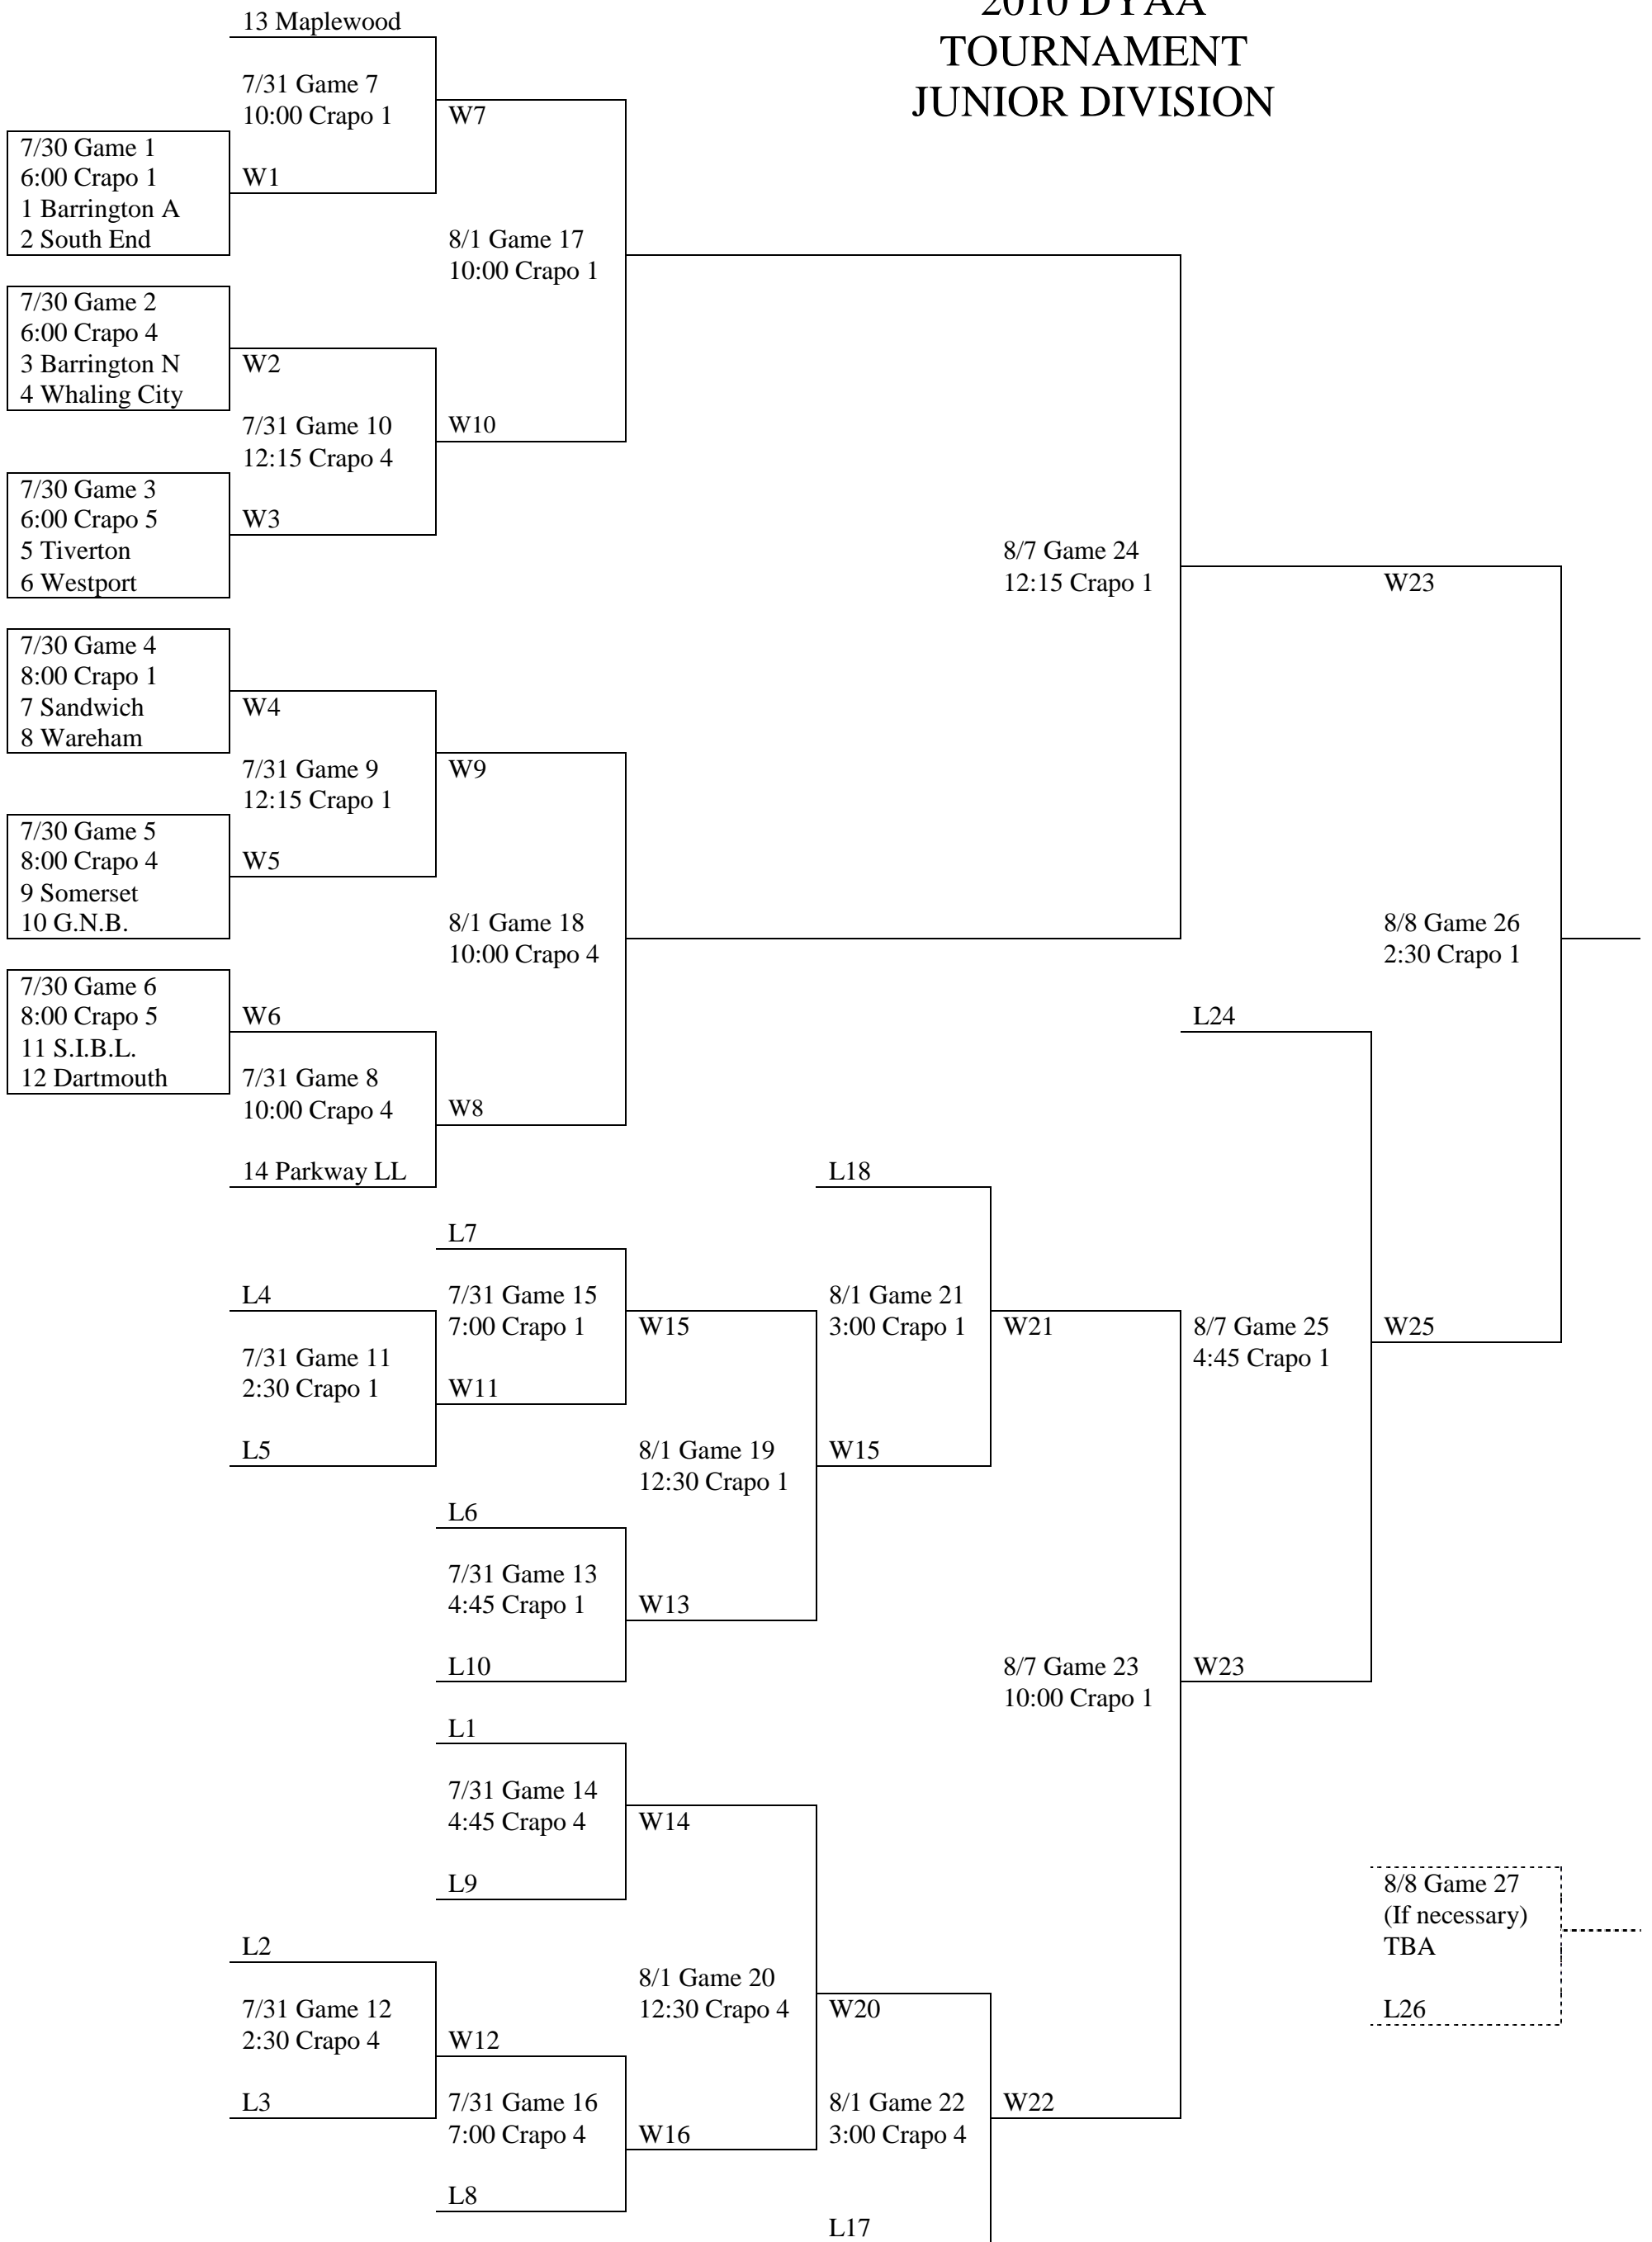 2010 DYAA
TOURNAMENT
JUNIOR DIVISION
13 Maplewood
7/31 Game 7
10:00 Crapo 1
W7
7/30 Game 1
6:00 Crapo 1
1 Barrington A
2 South End
W1
8/1 Game 17
10:00 Crapo 1
7/30 Game 2
6:00 Crapo 4
3 Barrington N
4 Whaling City
W2
7/31 Game 10
12:15 Crapo 4
W10
7/30 Game 3
6:00 Crapo 5
5 Tiverton
6 Westport
W3
8/7 Game 24
12:15 Crapo 1
W23
7/30 Game 4
8:00 Crapo 1
7 Sandwich
8 Wareham
W4
7/31 Game 9
12:15 Crapo 1
W9
7/30 Game 5
8:00 Crapo 4
9 Somerset
10 G.N.B.
W5
8/1 Game 18
10:00 Crapo 4
8/8 Game 26
2:30 Crapo 1
7/30 Game 6
8:00 Crapo 5
11 S.I.B.L.
12 Dartmouth
W6
L24
7/31 Game 8
10:00 Crapo 4
W8
14 Parkway LL
L18
L7
L4
7/31 Game 15
7:00 Crapo 1
W15
8/1 Game 21
3:00 Crapo 1
W21
8/7 Game 25
4:45 Crapo 1
W25
7/31 Game 11
2:30 Crapo 1
W11
L5
8/1 Game 19
12:30 Crapo 1
W15
L6
7/31 Game 13
4:45 Crapo 1
W13
L10
8/7 Game 23
10:00 Crapo 1
W23
L1
7/31 Game 14
4:45 Crapo 4
W14
L9
8/8 Game 27
(If necessary)
TBA
L26
L2
8/1 Game 20
12:30 Crapo 4
W20
7/31 Game 12
2:30 Crapo 4
W12
L3
7/31 Game 16
7:00 Crapo 4
W16
8/1 Game 22
3:00 Crapo 4
W22
L8
L17